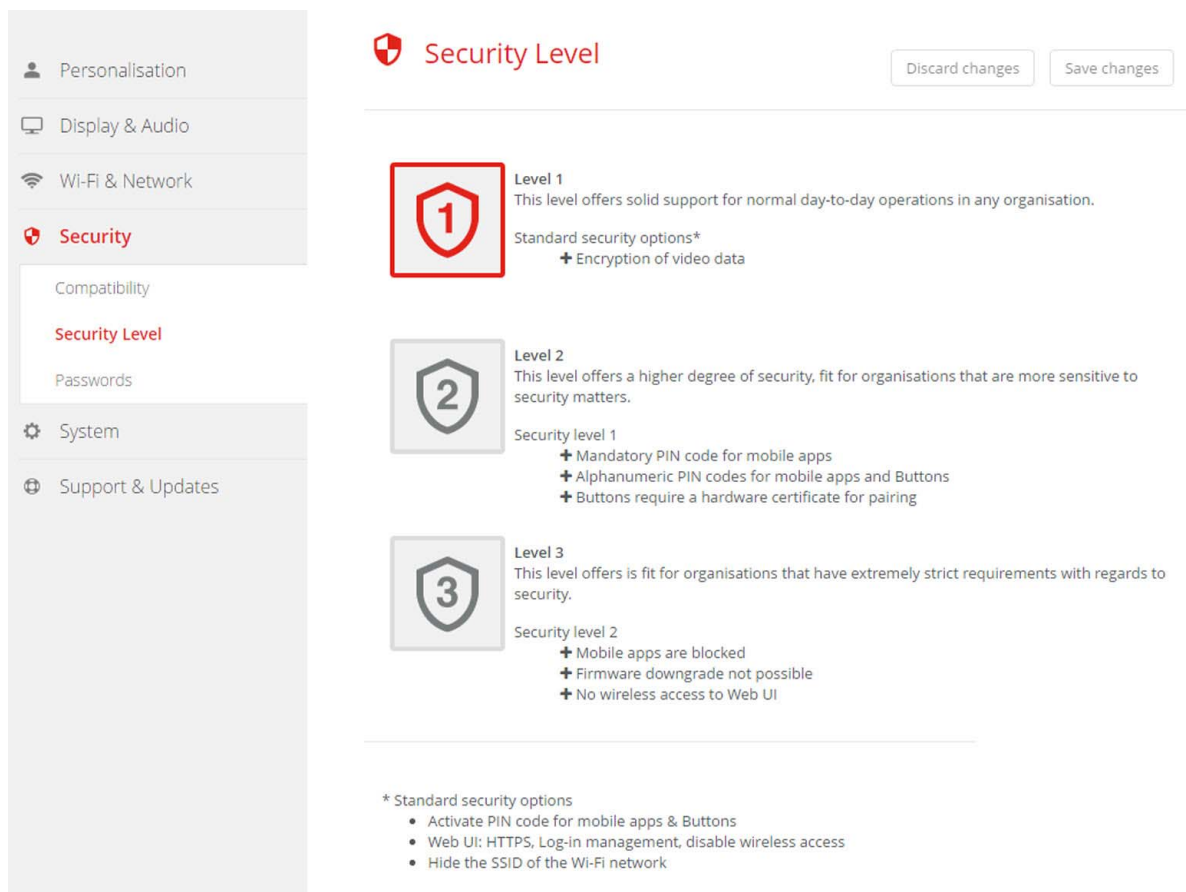 Personalisation
Display & Audio
Wi-Fi & Network
Security
Compatibility
Security Level
Passwords
System
Support & Updates
Security Level
Discard changes
Save changes
1
Level 1
This level offers solid support for normal day-to-day operations in any organisation.
Standard security options*
+ Encryption of video data
2
Level 2
This level offers a higher degree of security, fit for organisations that are more sensitive to
security matters.
Security level 1
+ Mandatory PIN code for mobile apps
+ Alphanumeric PIN codes for mobile apps and Buttons
+ Buttons require a hardware certificate for pairing
3
Level 3
This level offers is fit for organisations that have extremely strict requirements with regards to
security.
Security level 2
+ Mobile apps are blocked
+ Firmware downgrade not possible
+ No wireless access to Web UI
* Standard security options
• Activate PIN code for mobile apps & Buttons
• Web UI: HTTPS, Log-in management, disable wireless access
• Hide the SSID of the Wi-Fi network